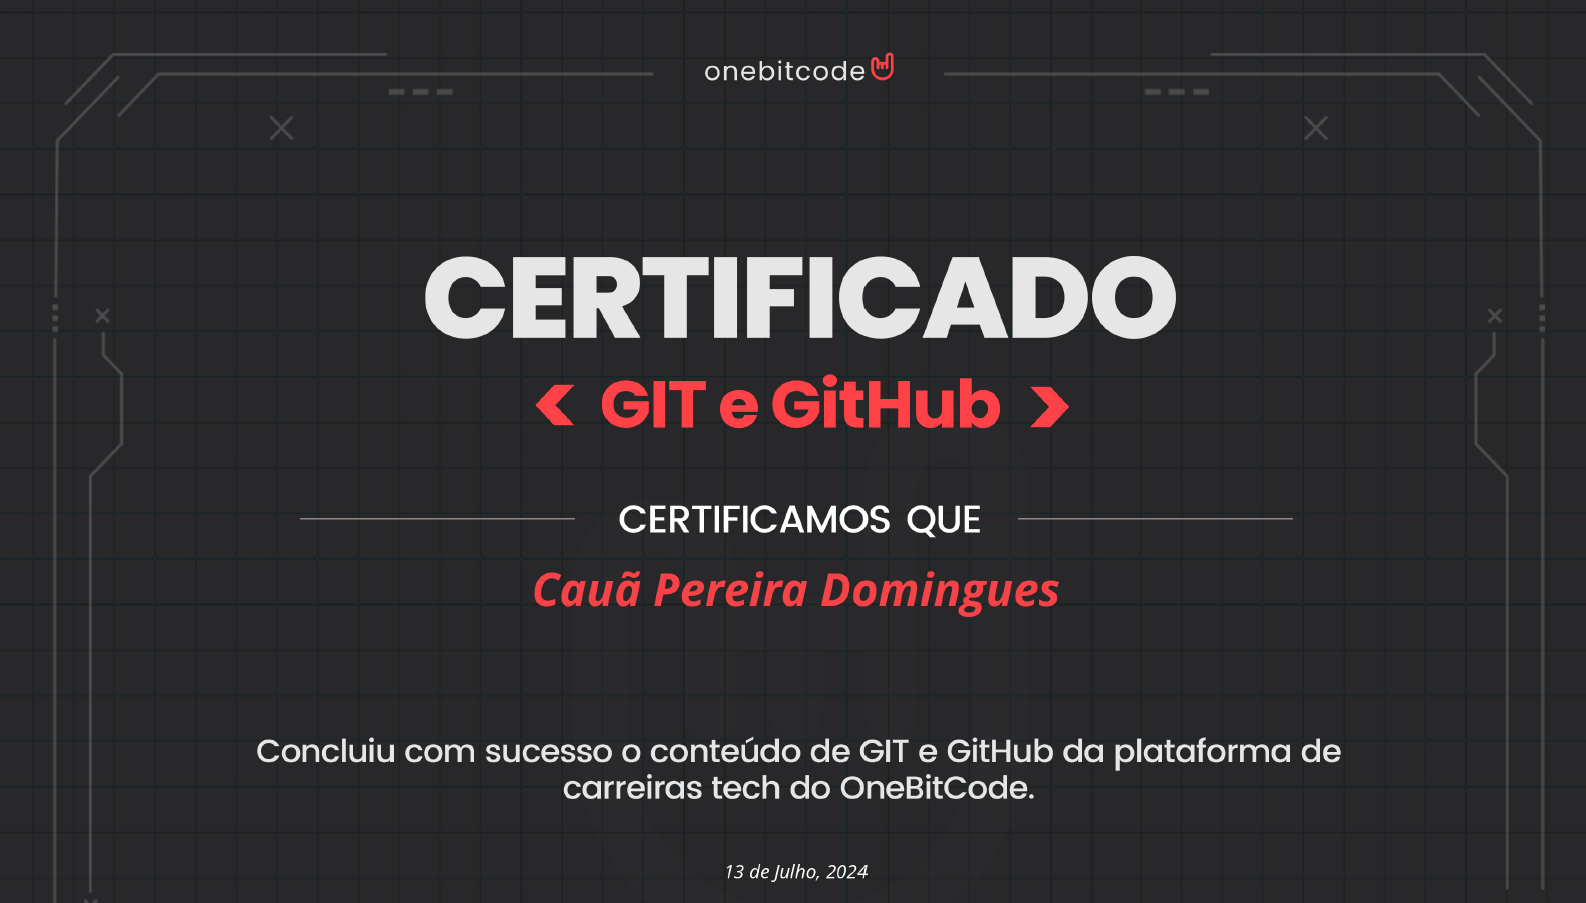 onebitcode
CERTIFICADO
< GIT e GitHub >
CERTIFICAMOS QUE
Cauã Pereira Domingues
Concluiu com sucesso o conteúdo de GIT e GitHub da plataforma de
carreiras tech do OneBitCode.
13 de Julho, 2024